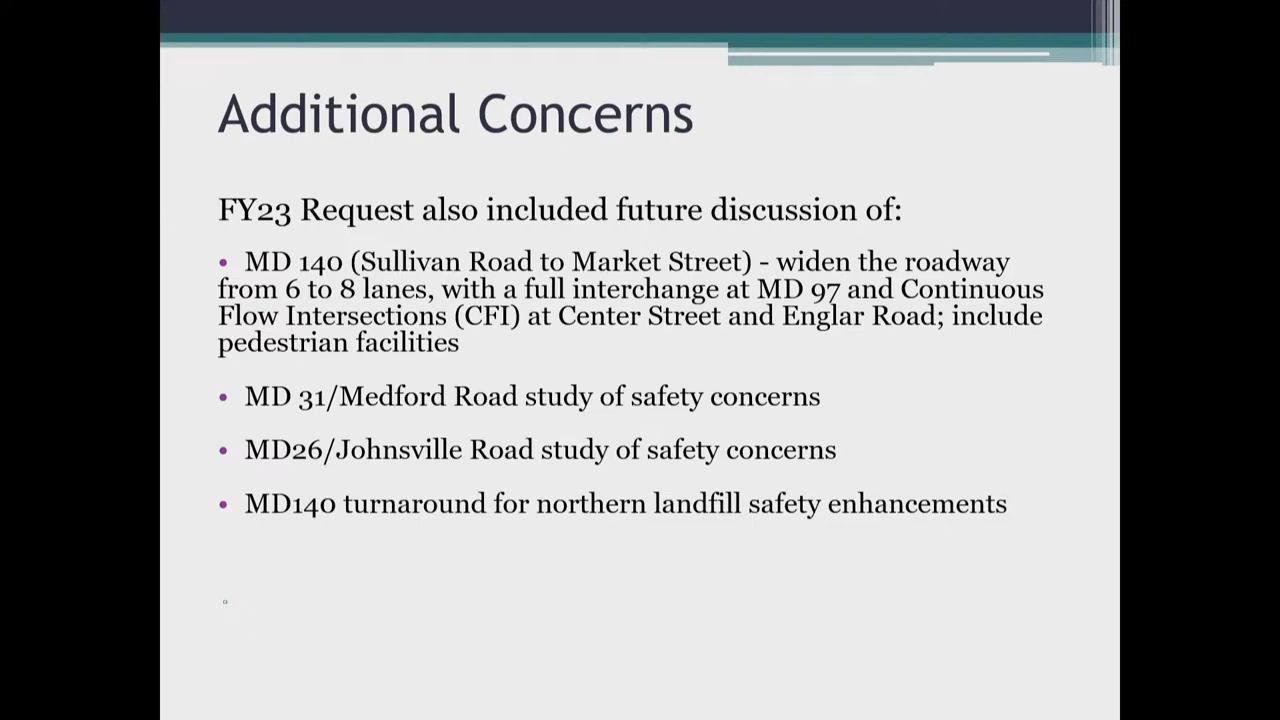 Additional Concerns
FY23 Request also included future discussion of:
• MD 140 (Sullivan Road to Market Street) - widen the roadway
from 6 to 8 lanes, with a full interchange at MD 97 and Continuous
Flow Intersections (CFI) at Center Street and Englar Road; include
pedestrian facilities
• MD 31/Medford Road study of safety concerns
• MD26/Johnsville Road study of safety concerns
• MD140 turnaround for northern landfill safety enhancements